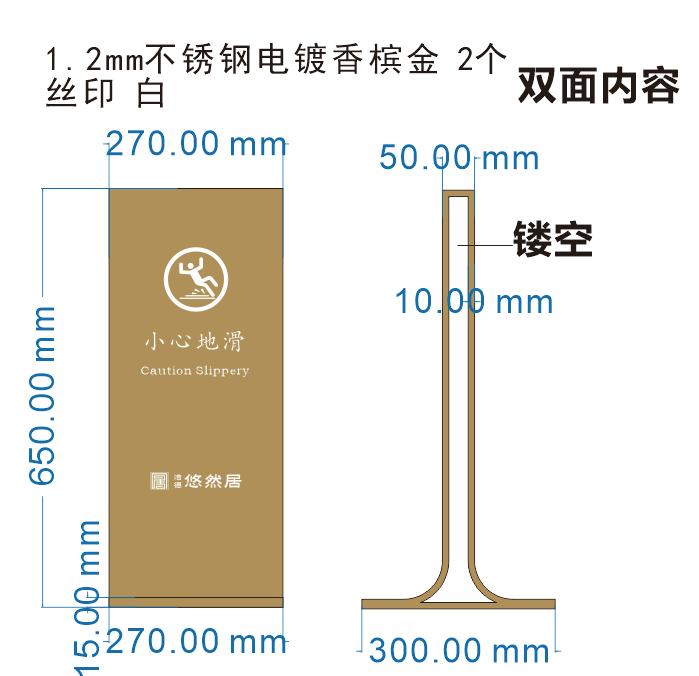 1.2mm不锈钢电镀香槟金 2个
丝印 白
双面内容
270.00 mm
50.00 mm
镂空
10.00 mm
650.00 mm
小心地滑
Caution Slippery
浩德 悠然居
15.00 mm
270.00 mm
300.00 mm